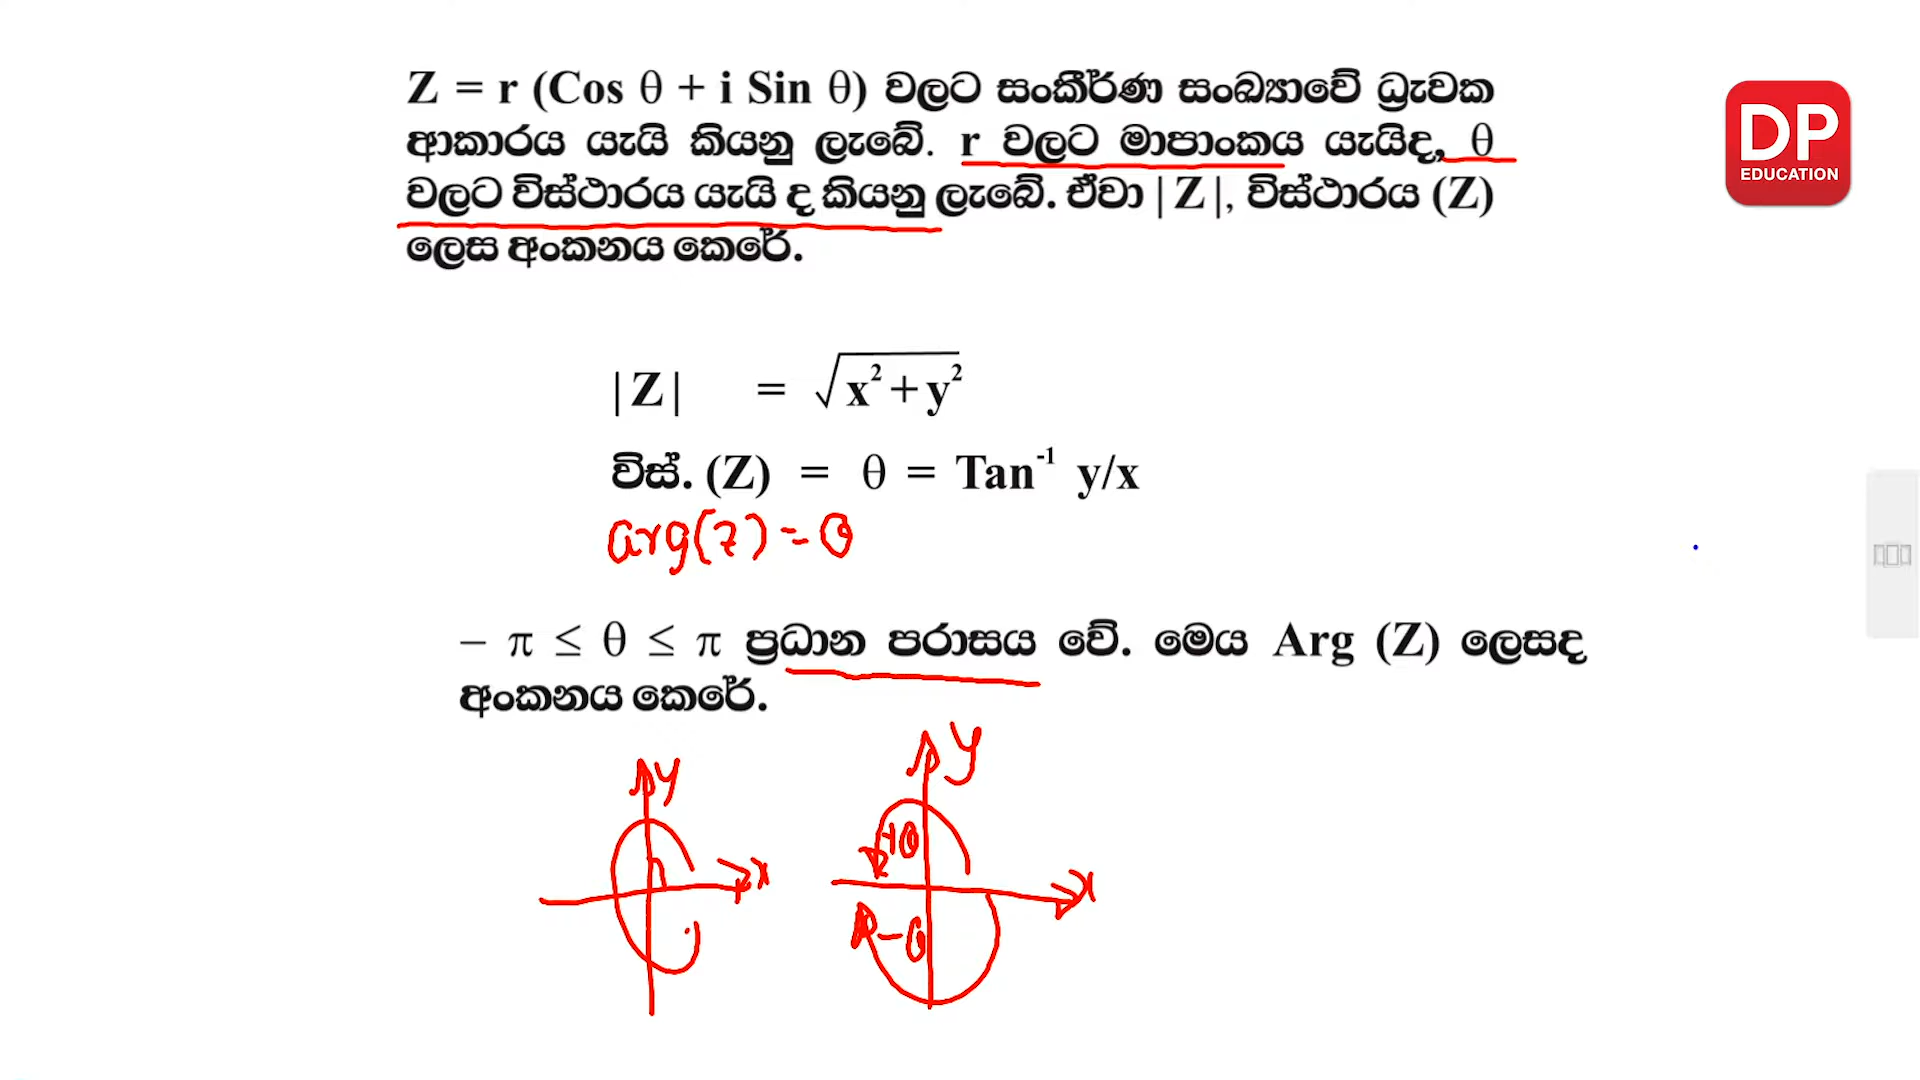 Z = r (Cos θ + i Sin θ) වලට සංකීර්ණ සංඛ්‍යාවේ ධ්‍රැවක
ආකාරය යැයි කියනු ලැබේ. r වලට මාපාංකය යැයිද, θ
වලට විස්ථාරය යැයි ද කියනු ලැබේ. ඒවා |Z|, විස්ථාරය (Z)
ලෙස අංකනය කෙරේ.
DP
EDUCATION
|Z| = √x²+y²
විස්. (Z) = θ = Tan⁻¹ y/x
arg(z) = θ
– π ≤ θ ≤ π ප්‍රධාන පරාසය වේ. මෙය Arg (Z) ලෙසද
අංකනය කෙරේ.
y
x
y
+θ
x
-θ